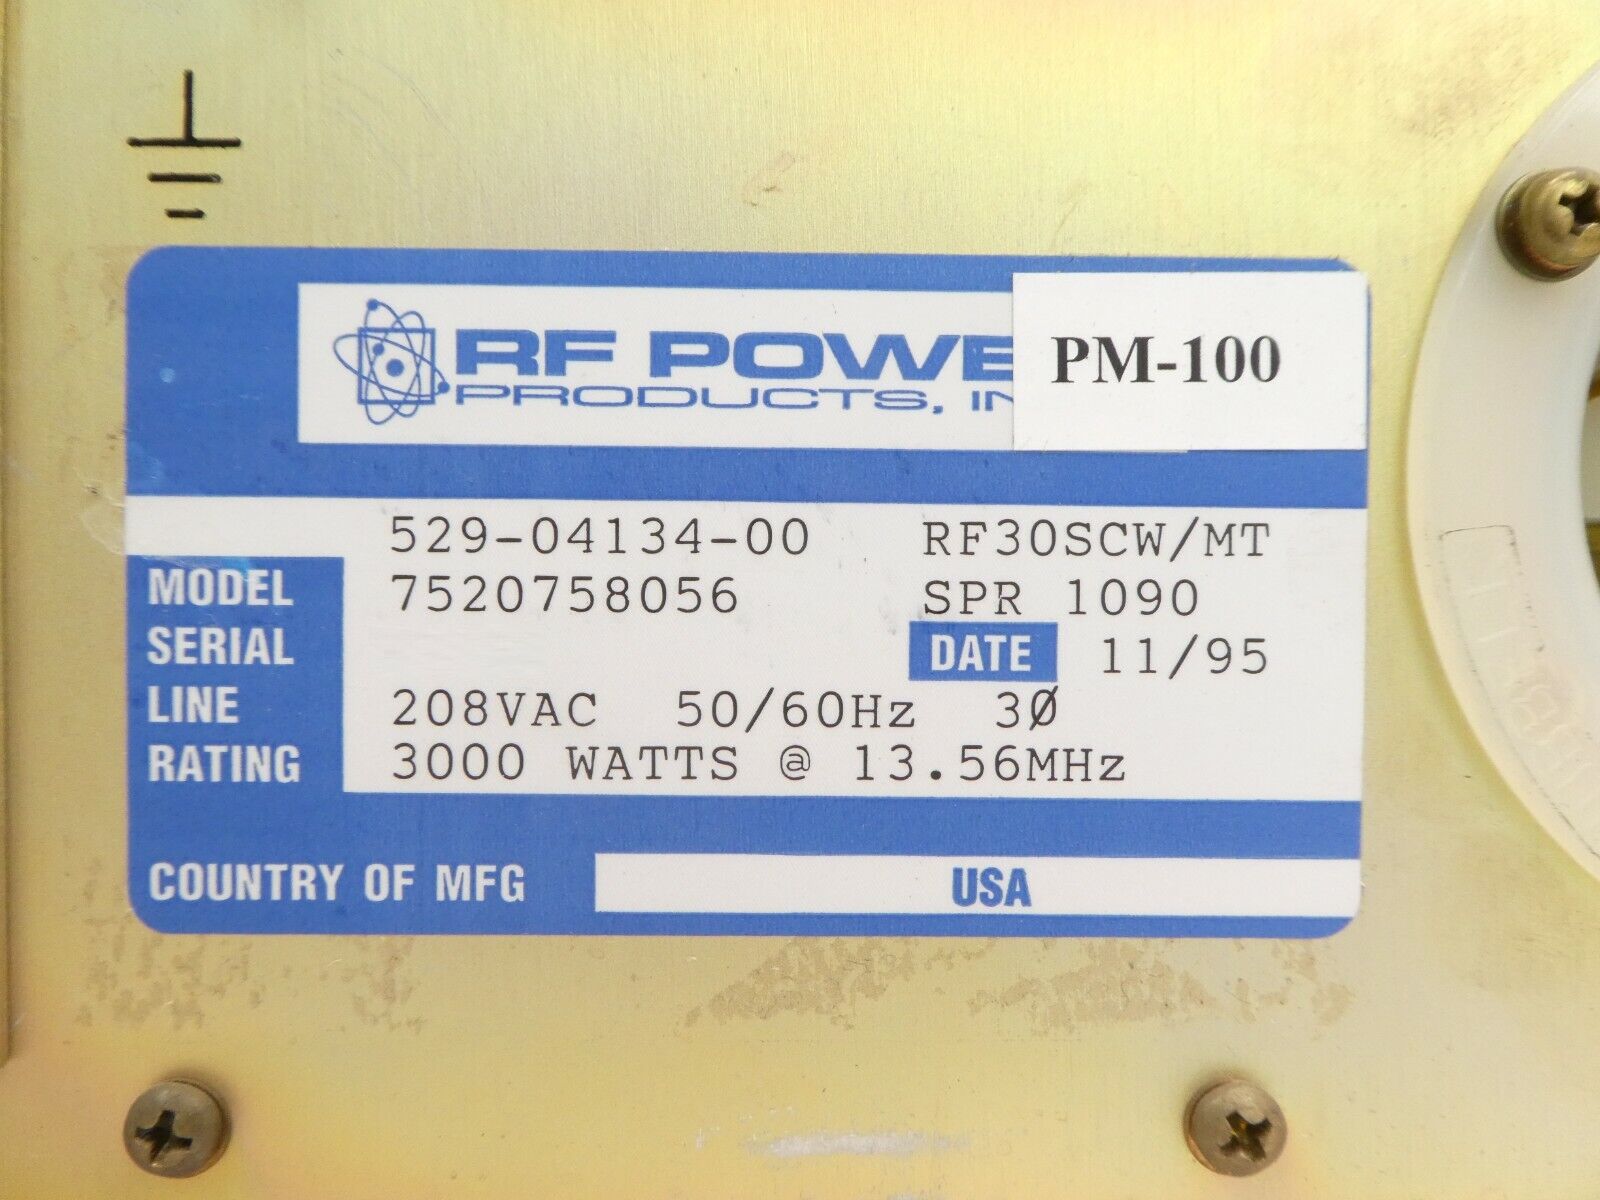 RF POWE
PRODUCTS, IN
PM-100
529-04134-00 RF30SCW/MT
MODEL 7520758056 SPR 1090
SERIAL DATE 11/95
LINE 208VAC 50/60Hz 3Ø
RATING 3000 WATTS @ 13.56MHz
COUNTRY OF MFG USA